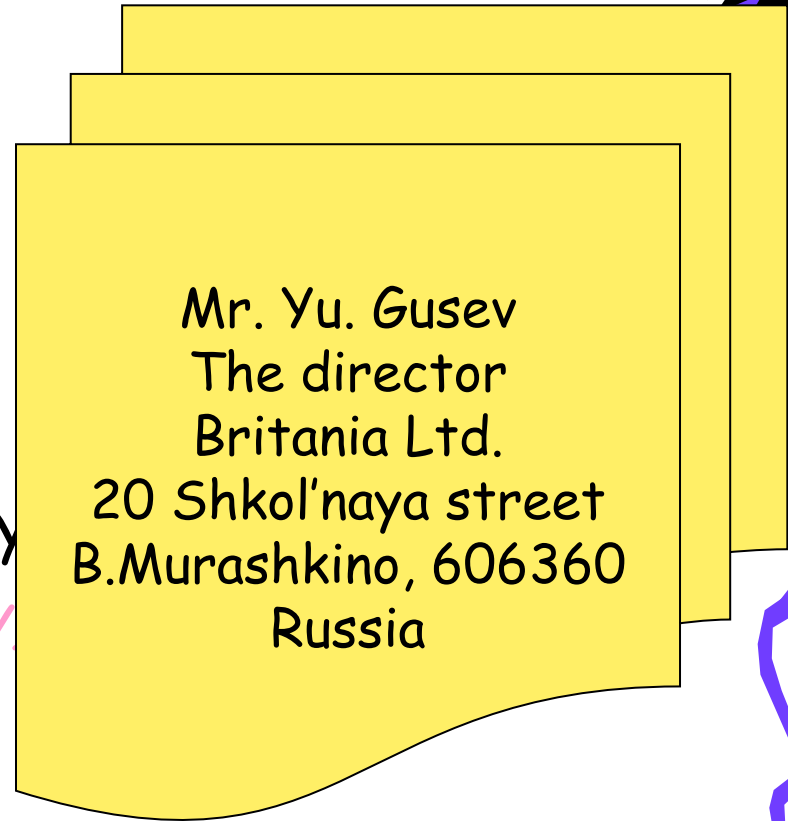 Mr. Yu. Gusev
The director
Britania Ltd.
20 Shkol’naya street
B.Murashkino, 606360
Russia